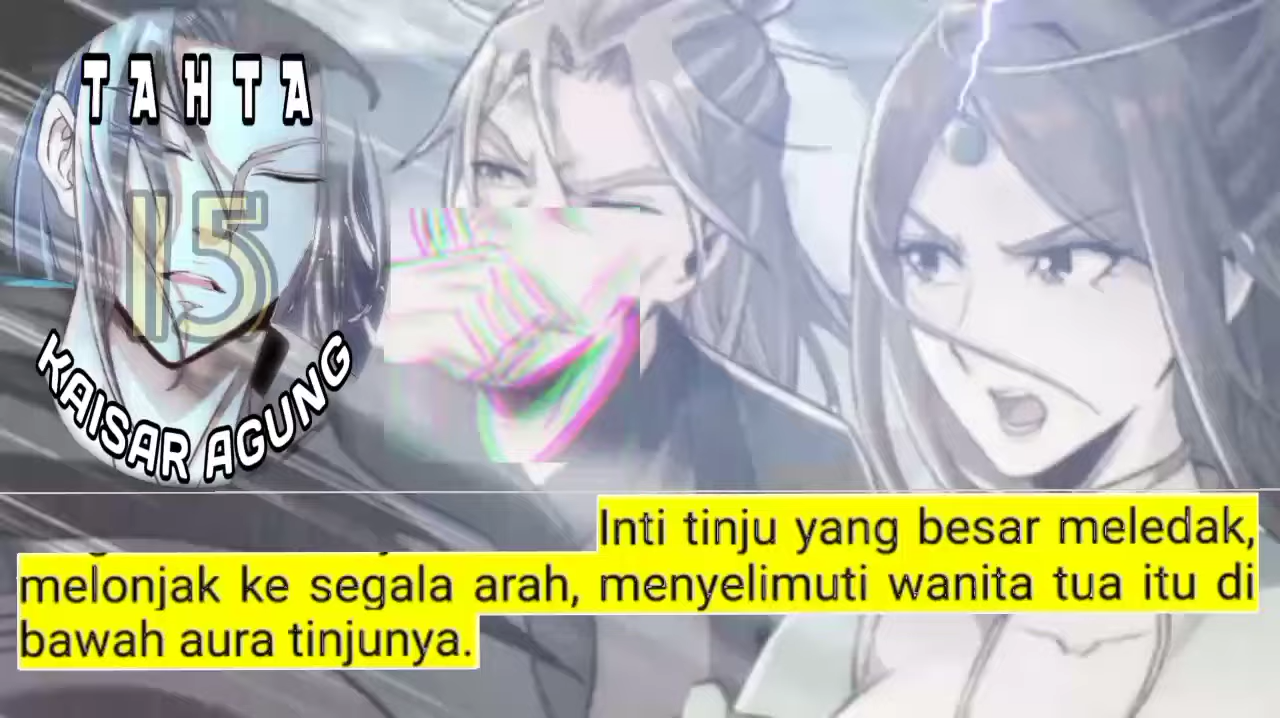 TAHTA
15
KAISAR AGUNG
Inti tinju yang besar meledak,
melonjak ke segala arah, menyelimuti wanita tua itu di
bawah aura tinjunya.